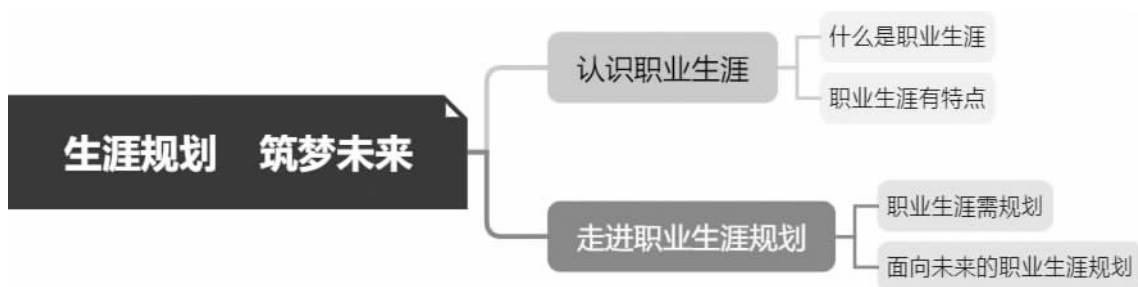 生涯规划 筑梦未来
认识职业生涯
什么是职业生涯
职业生涯有特点
走进职业生涯规划
职业生涯需规划
面向未来的职业生涯规划